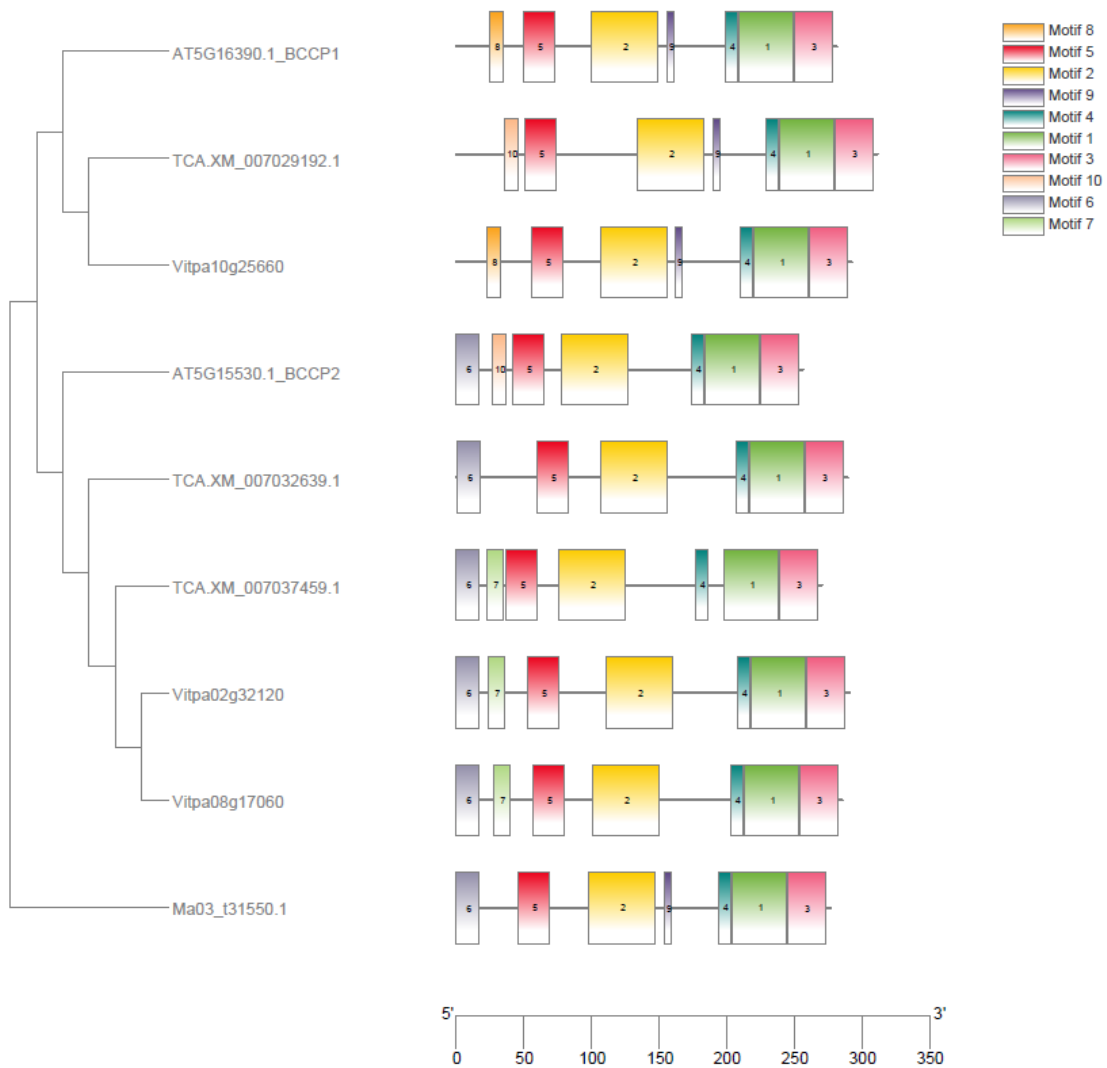 AT5G16390.1_BCCP1
8 5 2 9 4 1 3
TCA.XM_007029192.1
10 5 2 9 4 1 3
Vitpa10g25660
8 5 2 9 4 1 3
AT5G15530.1_BCCP2
6 10 5 2 4 1 3
TCA.XM_007032639.1
6 5 2 4 1 3
TCA.XM_007037459.1
6 7 5 2 4 1 3
Vitpa02g32120
6 7 5 2 4 1 3
Vitpa08g17060
6 7 5 2 4 1 3
Ma03_t31550.1
6 5 2 9 4 1 3
Motif 8
Motif 5
Motif 2
Motif 9
Motif 4
Motif 1
Motif 3
Motif 10
Motif 6
Motif 7
5' 3'
0 50 100 150 200 250 300 350